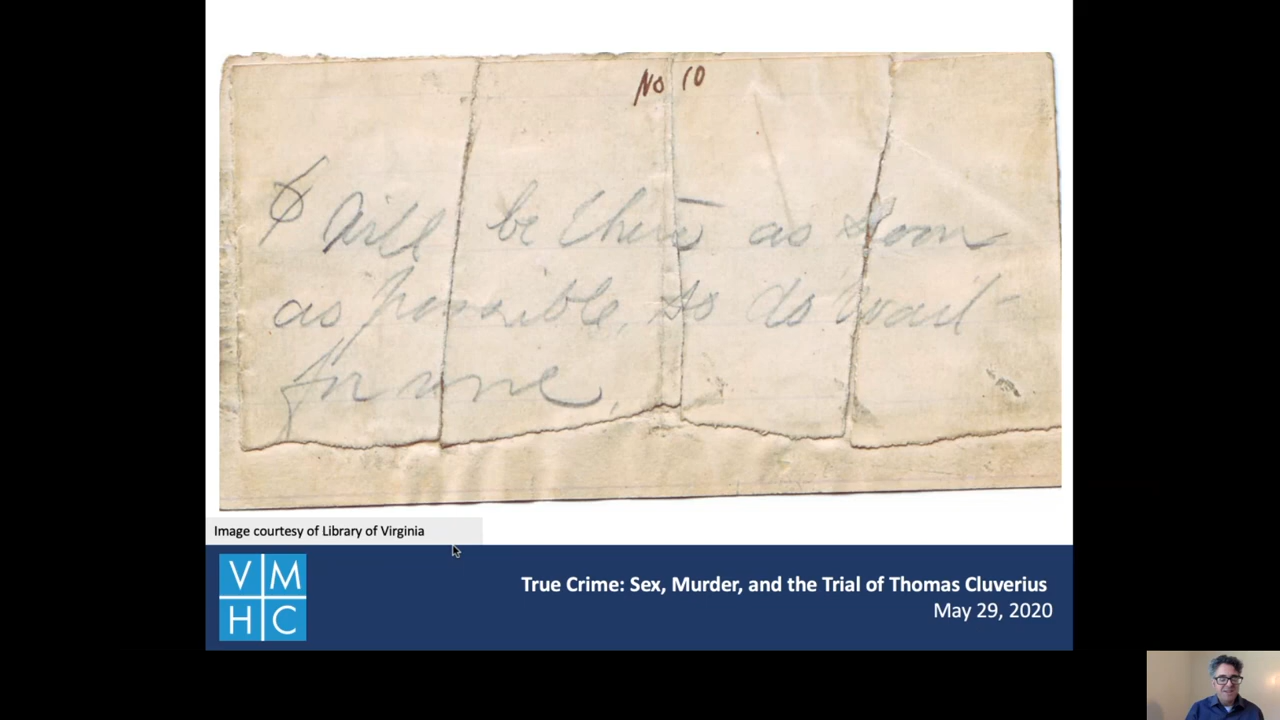 No 10
I will be there as soon
as possible, so do wait
for me.
Image courtesy of Library of Virginia
V M
H C
True Crime: Sex, Murder, and the Trial of Thomas Cluverius
May 29, 2020